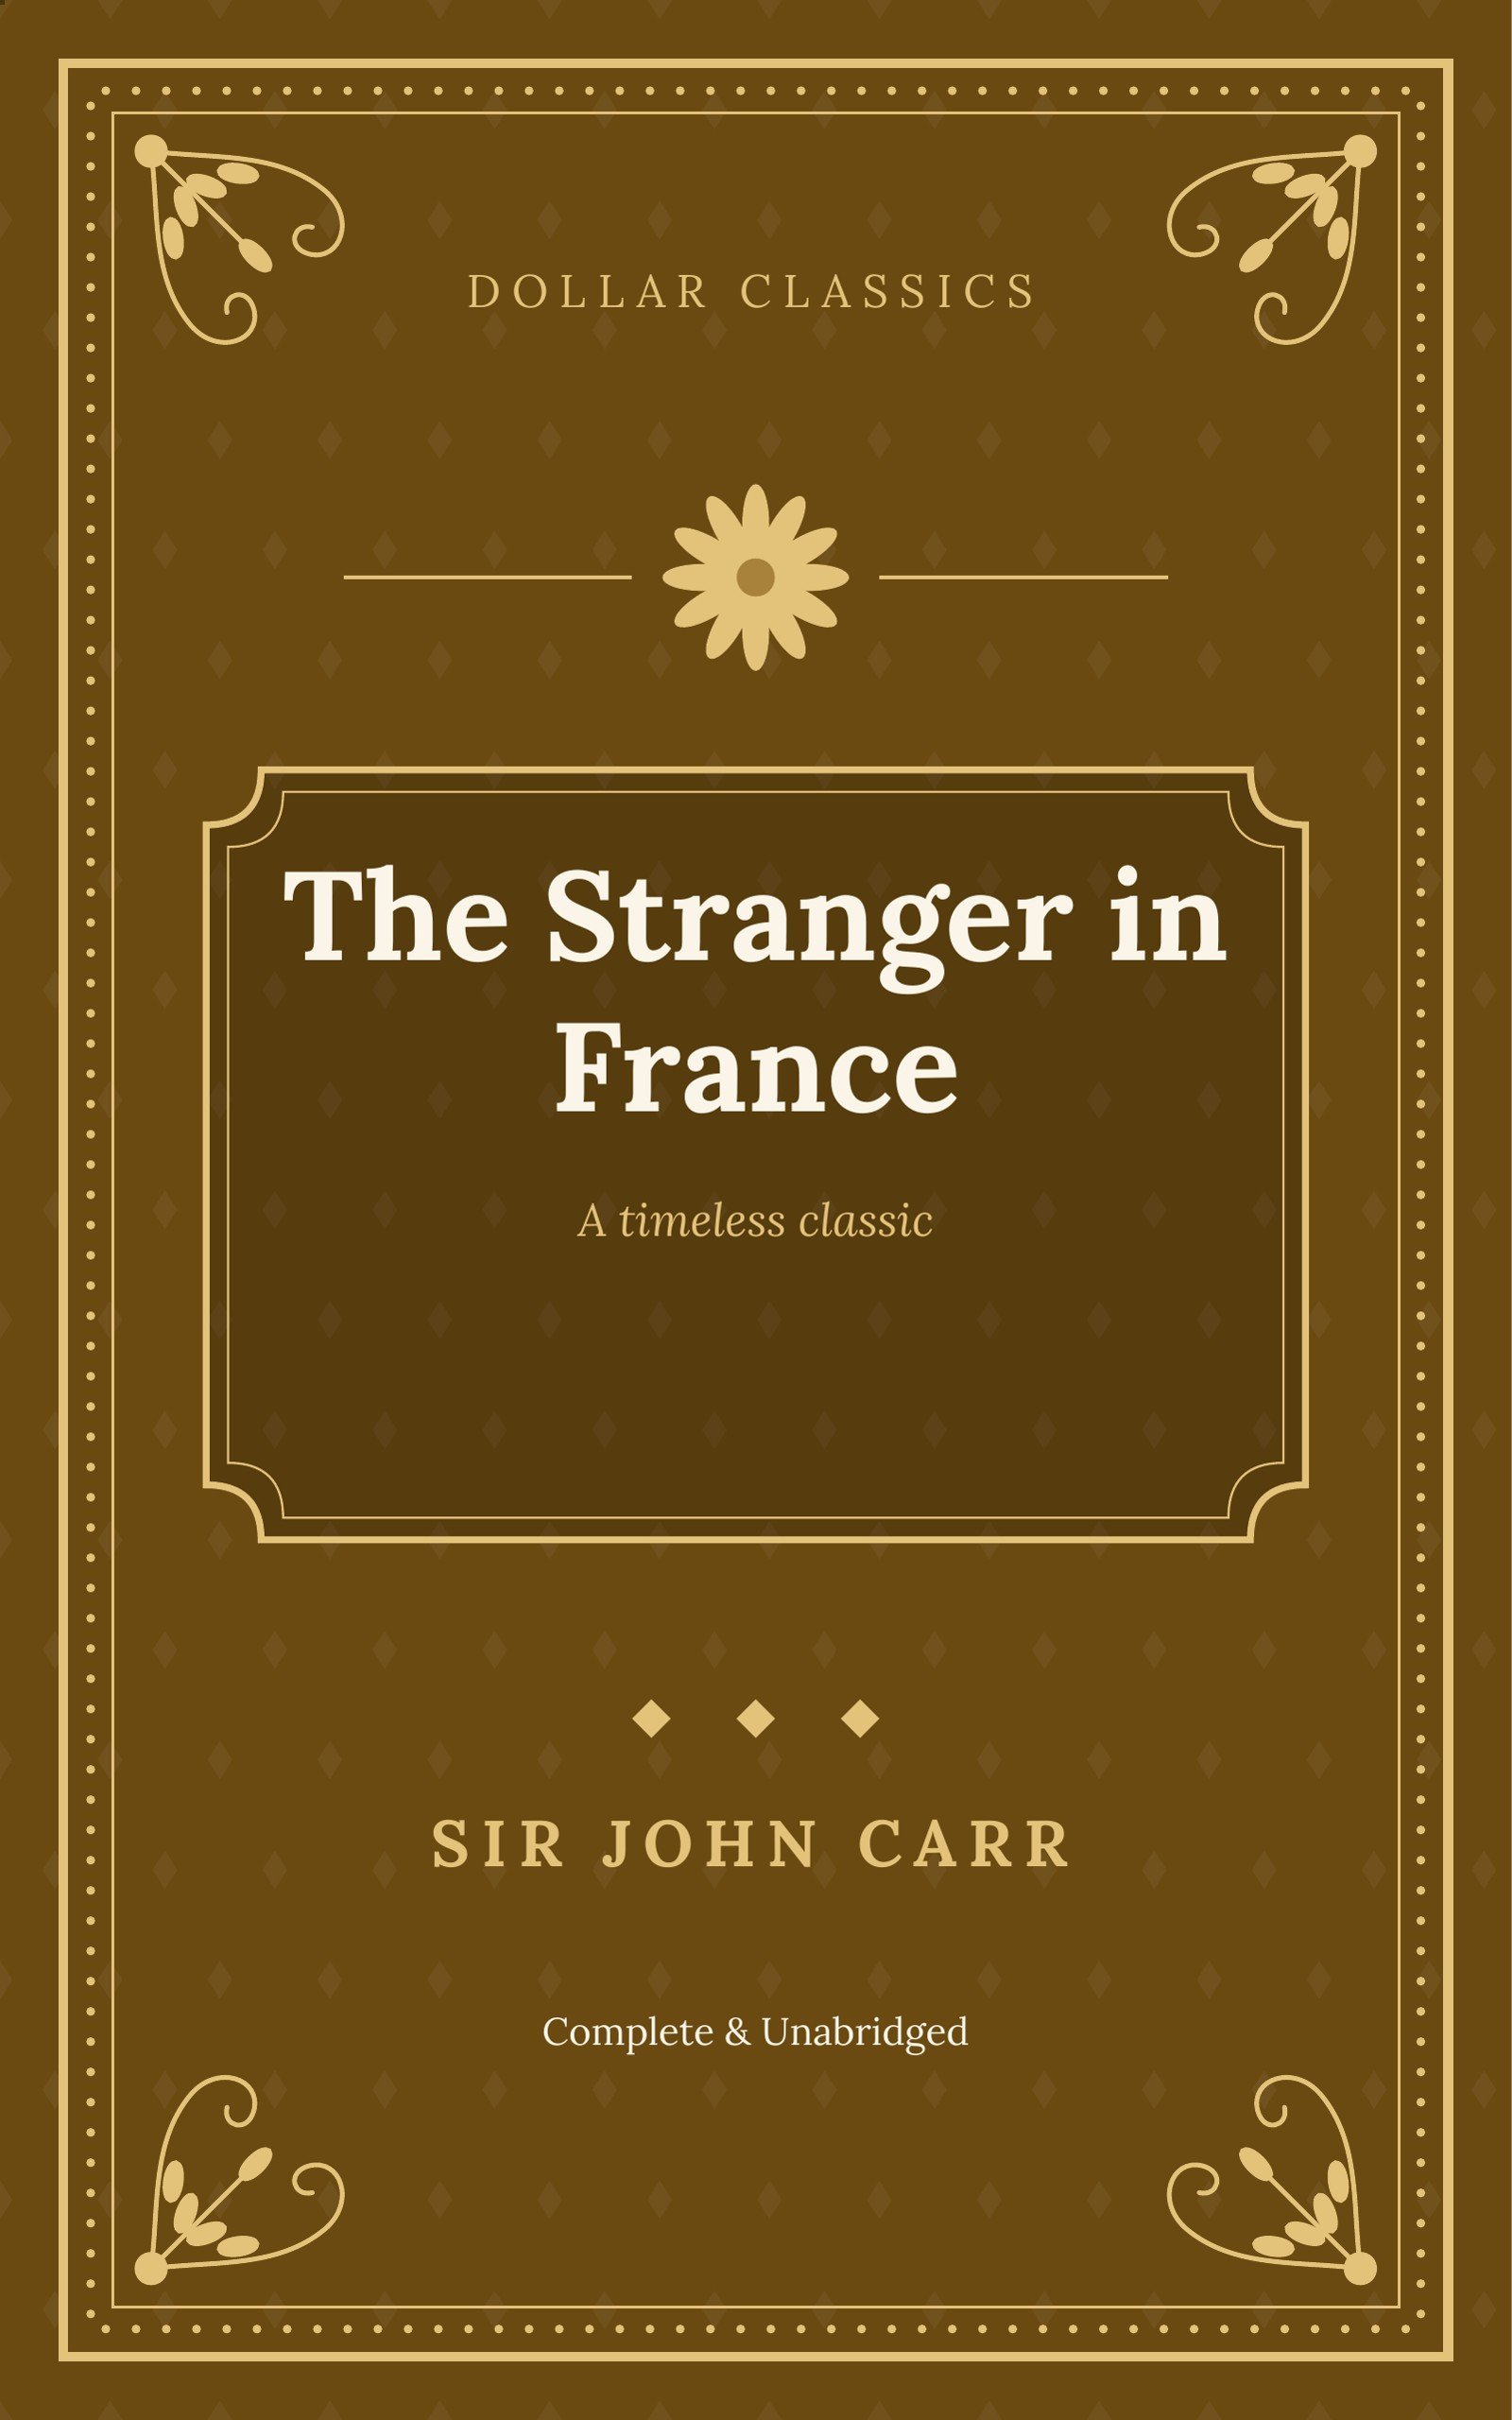 DOLLAR CLASSICS
The Stranger in
France
A timeless classic
SIR JOHN CARR
Complete & Unabridged